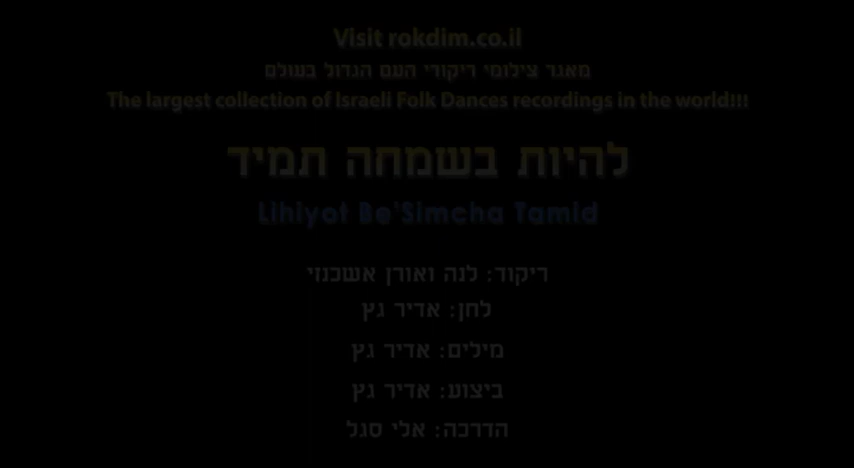 Visit rokdim.co.il
מאגר צילומי ריקודי העם הגדול בעולם
The largest collection of Israeli Folk Dances recordings in the world!!!
להיות בשמחה תמיד
Lihiyot Be'Simcha Tamid
ריקוד: לנה ואורן אשכנזי
לחן: אדיר גץ
מילים: אדיר גץ
ביצוע: אדיר גץ
הדרכה: אלי סגל